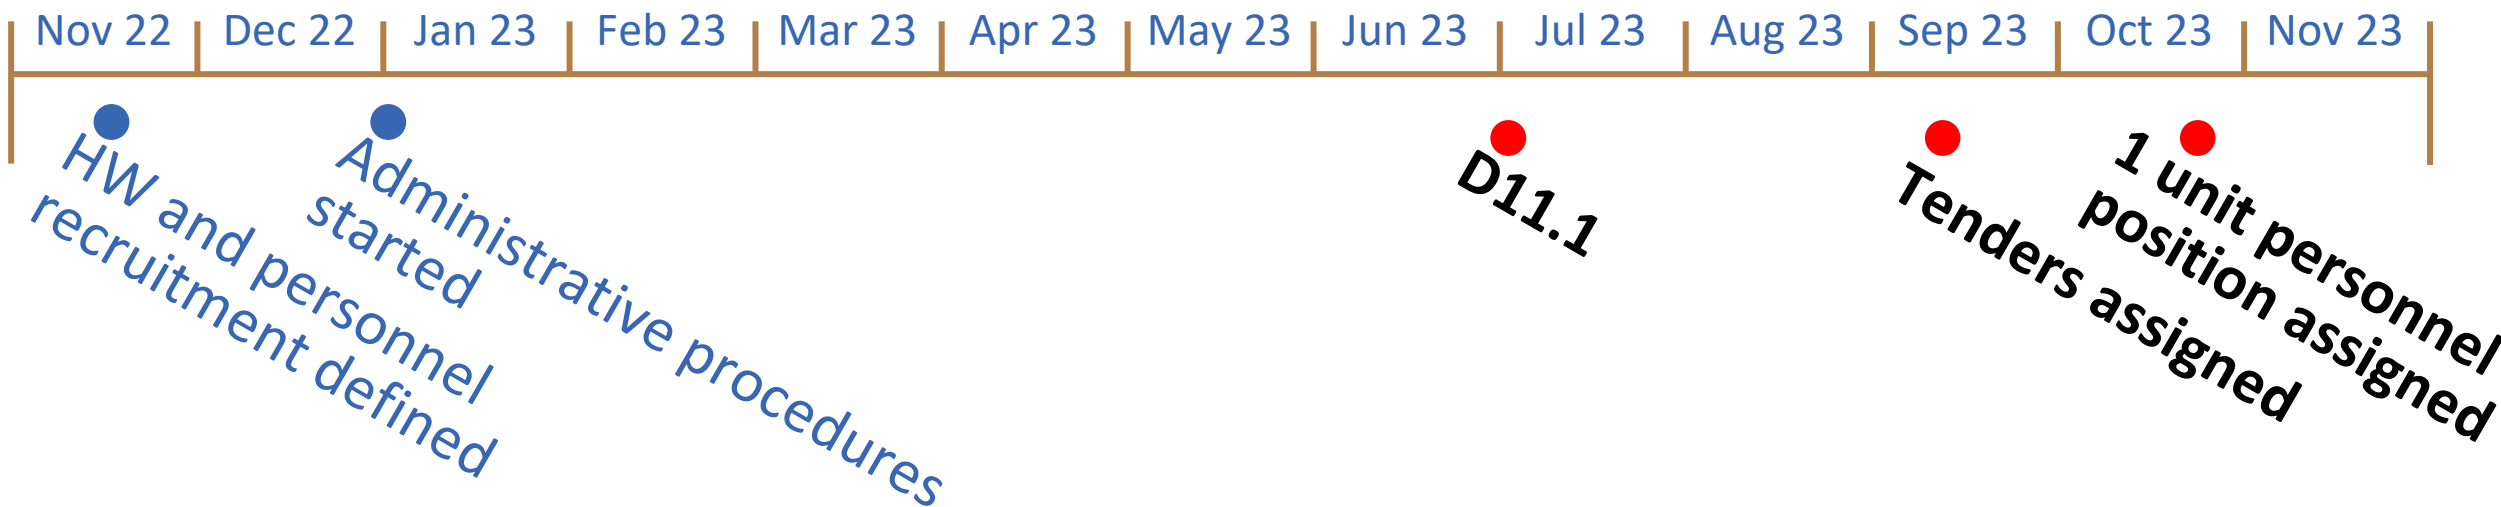 Nov 22
Dec 22
Jan 23
Feb 23
Mar 23
Apr 23
May 23
Jun 23
Jul 23
Aug 23
Sep 23
Oct 23
Nov 23
HW and personnel
recruitment defined
Administrative procedures
started
D11.1
Tenders assigned
1 unit personnel
position assigned